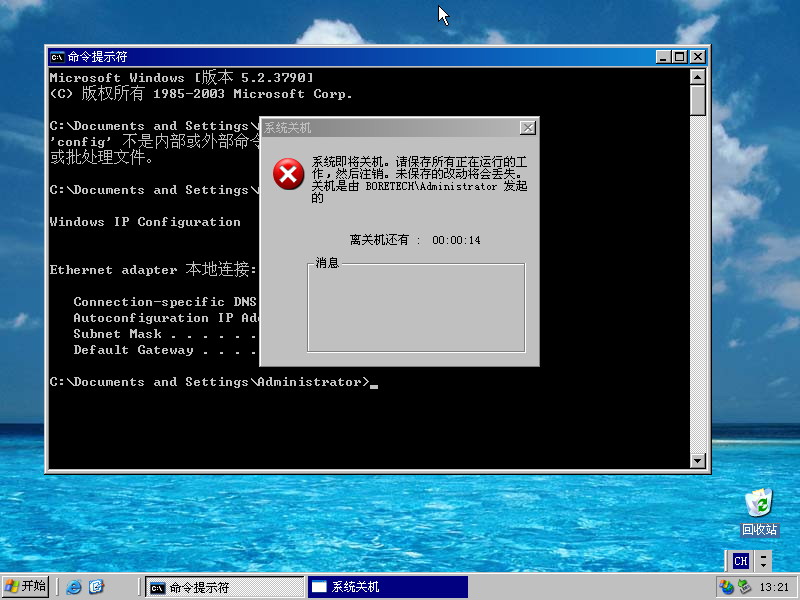 命令提示符
Microsoft Windows [版本 5.2.3790]
(C) 版权所有 1985-2003 Microsoft Corp.
C:\Documents and Settings\
'config' 不是内部或外部命令
或批处理文件。
C:\Documents and Settings\
Windows IP Configuration
Ethernet adapter 本地连接:
Connection-specific DNS
Autoconfiguration IP Ad
Subnet Mask . . . . . .
Default Gateway . . . .
C:\Documents and Settings\Administrator>_
系统关机
系统即将关机。请保存所有正在运行的工
作，然后注销。未保存的改动将会丢失。
关机是由 BORETECH\Administrator 发起
的
离关机还有 : 00:00:14
消息
回收站
CH
开始
命令提示符
系统关机
13:21